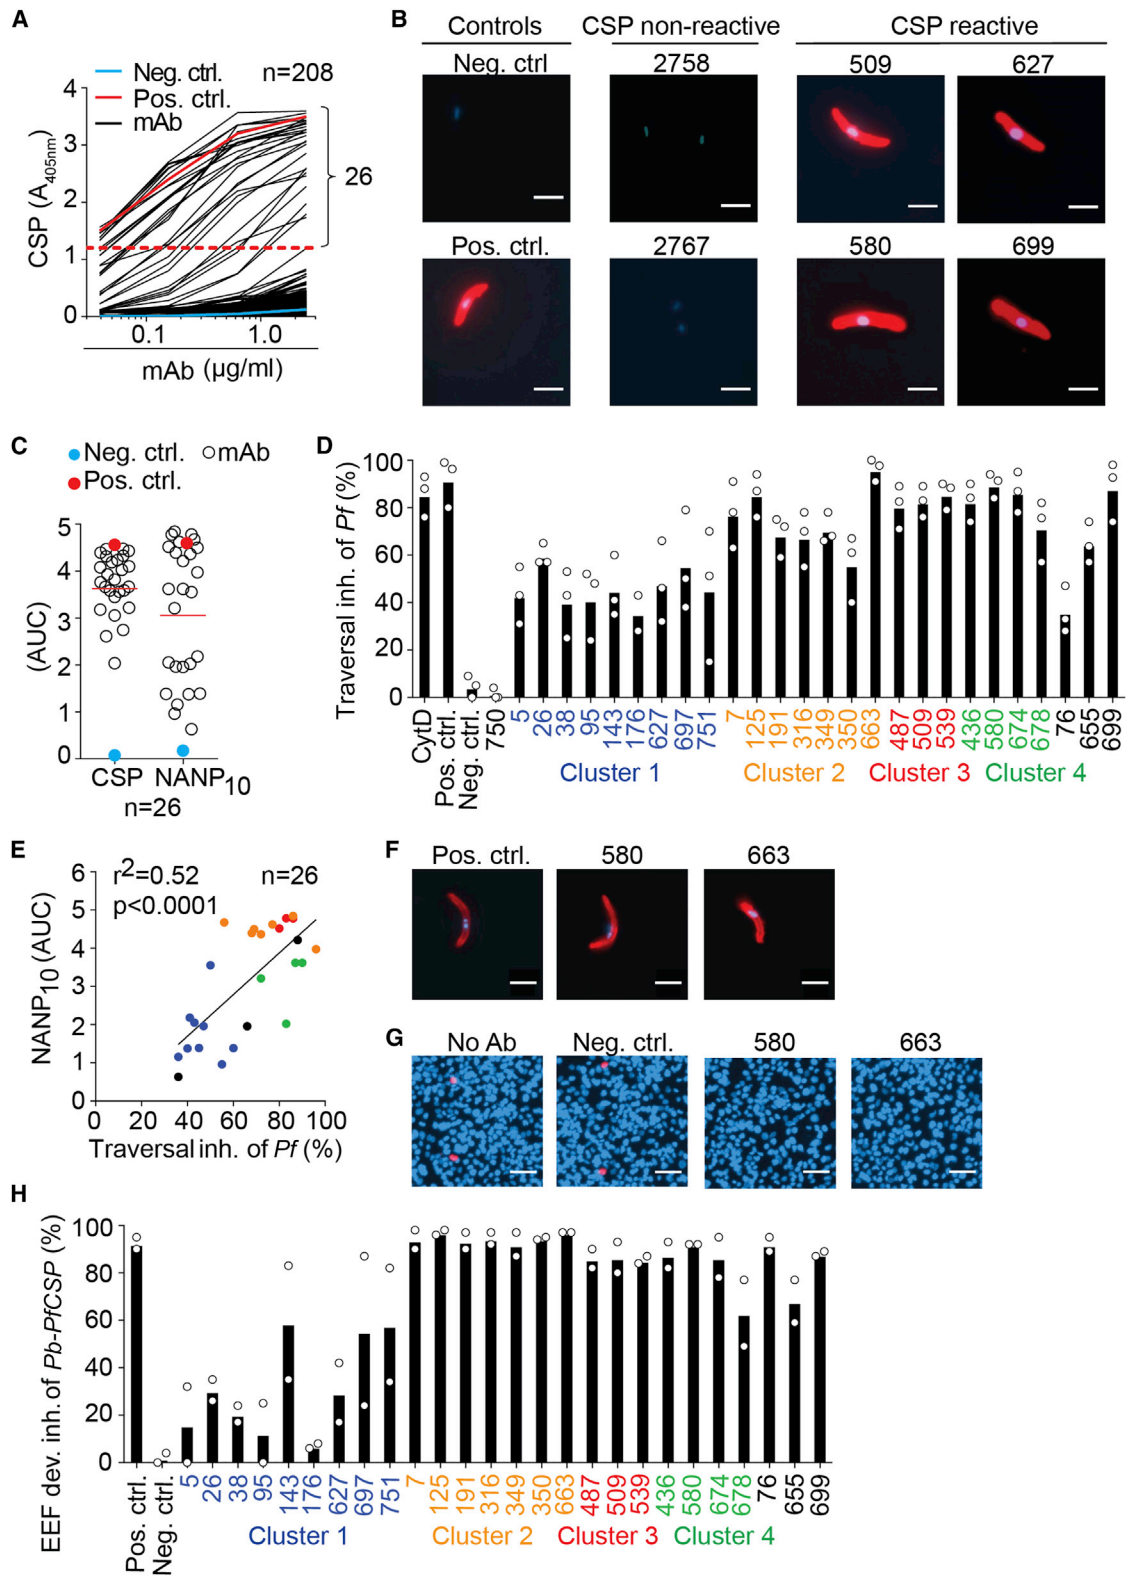 A
Neg. ctrl.
Pos. ctrl.
mAb
n=208
CSP (A405nm)
4
3
2
1
0
26
0.1
1.0
mAb (µg/ml)
B
Controls
CSP non-reactive
CSP reactive
Neg. ctrl
2758
509
627
Pos. ctrl.
2767
580
699
C
Neg. ctrl.
mAb
Pos. ctrl.
(AUC)
5
4
3
2
1
0
CSP
NANP10
n=26
D
Traversal inh. of Pf (%)
100
80
60
40
20
0
CytD
Pos. ctrl.
Neg. ctrl.
750
5
26
38
95
143
176
627
697
751
7
125
191
316
349
350
663
487
509
539
436
580
674
678
76
655
699
Cluster 1
Cluster 2
Cluster 3
Cluster 4
E
r2=0.52
n=26
p<0.0001
NANP10 (AUC)
6
5
4
3
2
1
0
0
20
40
60
80
100
Traversal inh. of Pf (%)
F
Pos. ctrl.
580
663
G
No Ab
Neg. ctrl.
580
663
H
EEF dev. inh. of Pb-PfCSP (%)
100
80
60
40
20
0
Pos. ctrl.
Neg. ctrl.
5
26
38
95
143
176
627
697
751
7
125
191
316
349
350
663
487
509
539
436
580
674
678
76
655
699
Cluster 1
Cluster 2
Cluster 3
Cluster 4